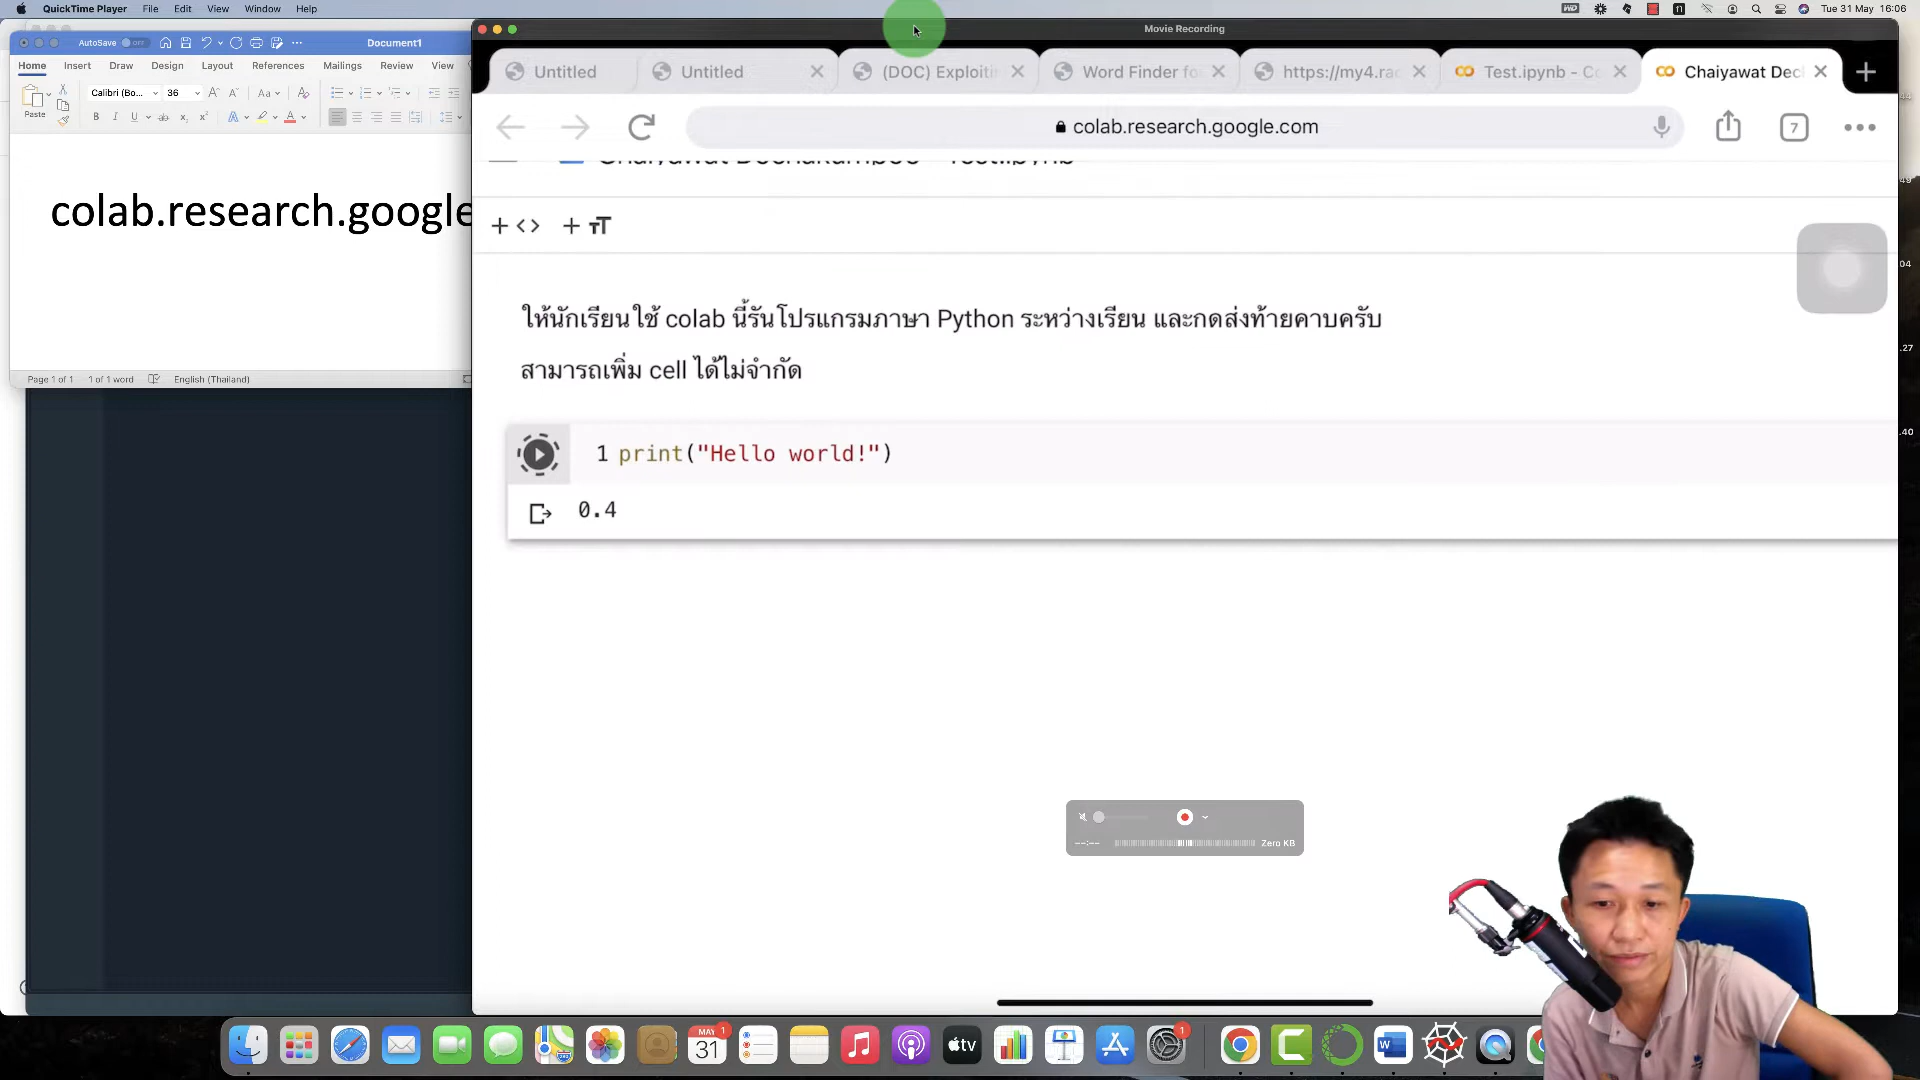 QuickTime Player File Edit View Window Help
Tue 31 May 16:06
AutoSave Document1
Home Insert Draw Design Layout References Mailings Review View
Paste
Calibri (Bo... 36
colab.research.google
Page 1 of 1 1 of 1 word English (Thailand)
Movie Recording
Untitled
Untitled
(DOC) Exploiti
Word Finder fo
https://my4.rac
Test.ipynb - Co
Chaiyawat Dec
colab.research.google.com
7
ให้นักเรียนใช้ colab นี้รันโปรแกรมภาษา Python ระหว่างเรียน และกดส่งท้ายคาบครับ
สามารถเพิ่ม cell ได้ไม่จำกัด
1 print("Hello world!")
0.4
--:-- Zero KB
04
.27
.40
MAY
31
1
tv
1